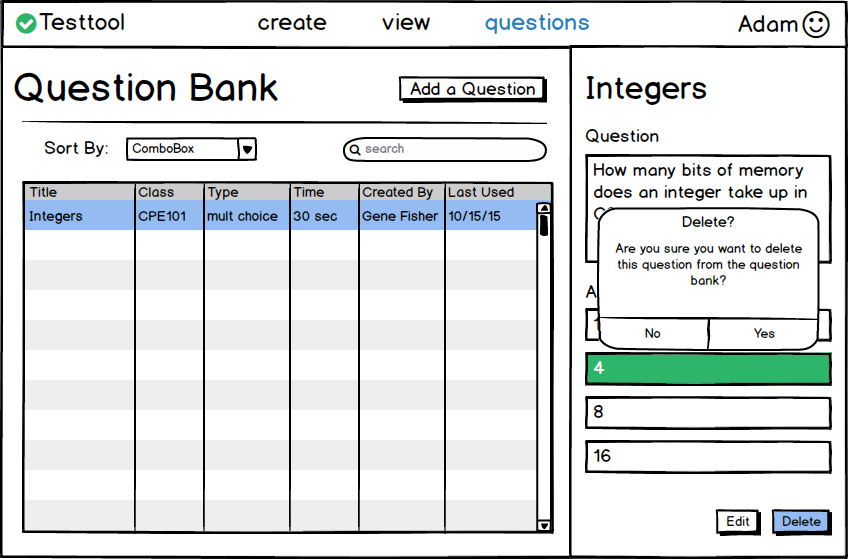 Testtool create view questions Adam
Question Bank
Add a Question
Sort By: ComboBox
search
Title Class Type Time Created By Last Used
Integers CPE101 mult choice 30 sec Gene Fisher 10/15/15
Integers
Question
How many bits of memory
does an integer take up in
Delete?
Are you sure you want to delete
this question from the question
bank?
No Yes
4
8
16
Edit Delete